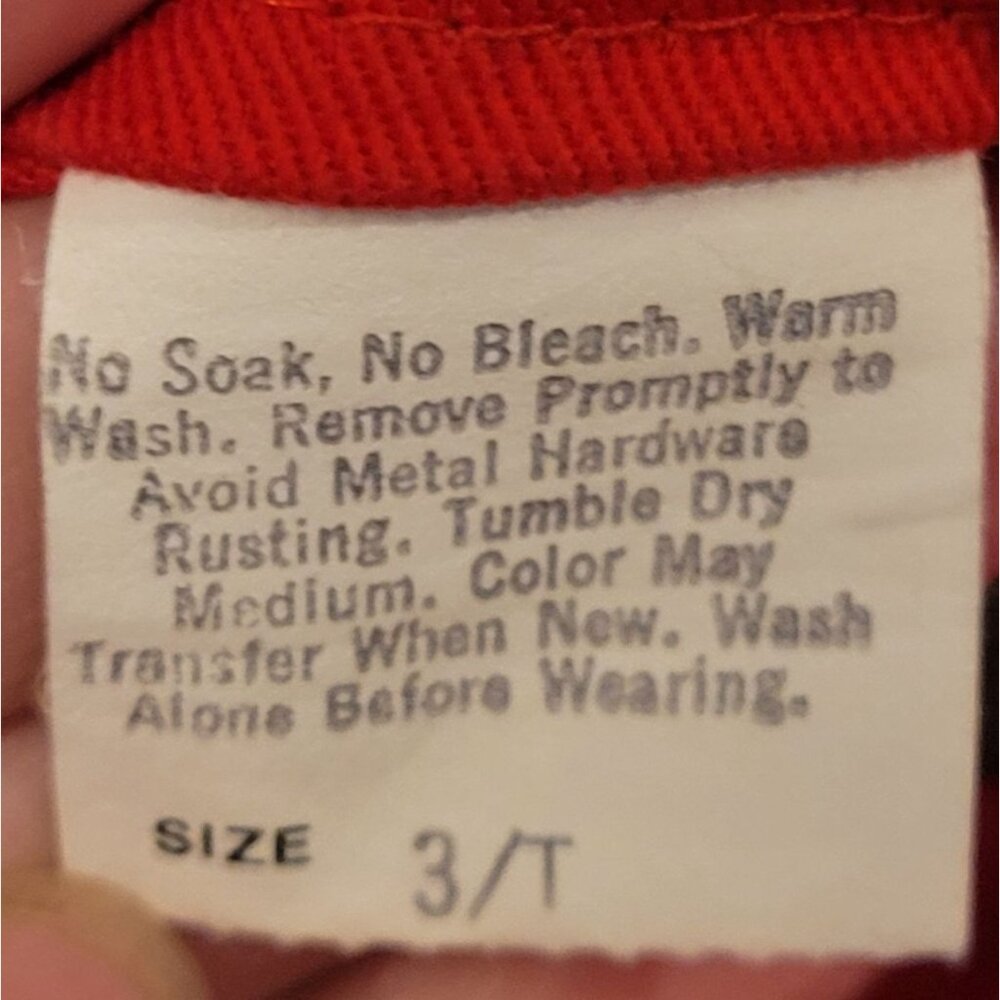 No Soak, No Bleach. Warm
Wash. Remove Promptly to
Avoid Metal Hardware
Rusting. Tumble Dry
Medium. Color May
Transfer When New. Wash
Alone Before Wearing.
SIZE 3/T